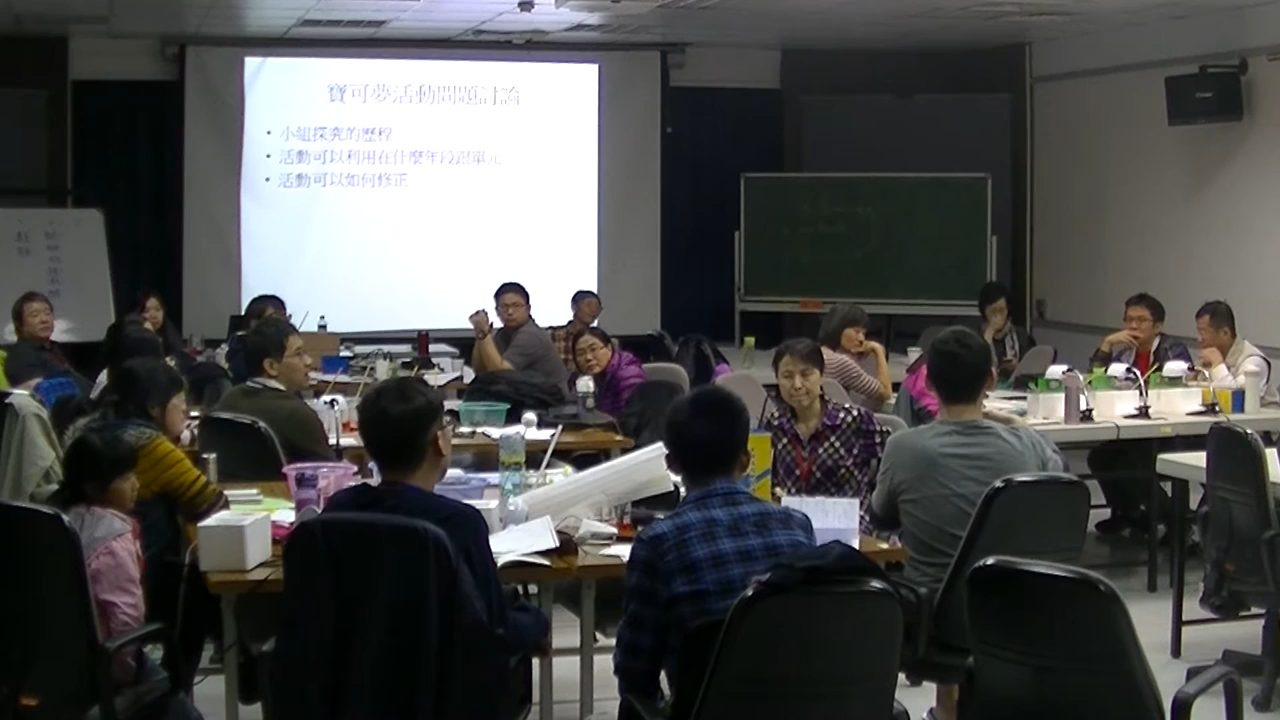 寶可夢活動問題討論
• 小組探究的歷程
• 活動可以利用在什麼年段跟單元
• 活動可以如何修正